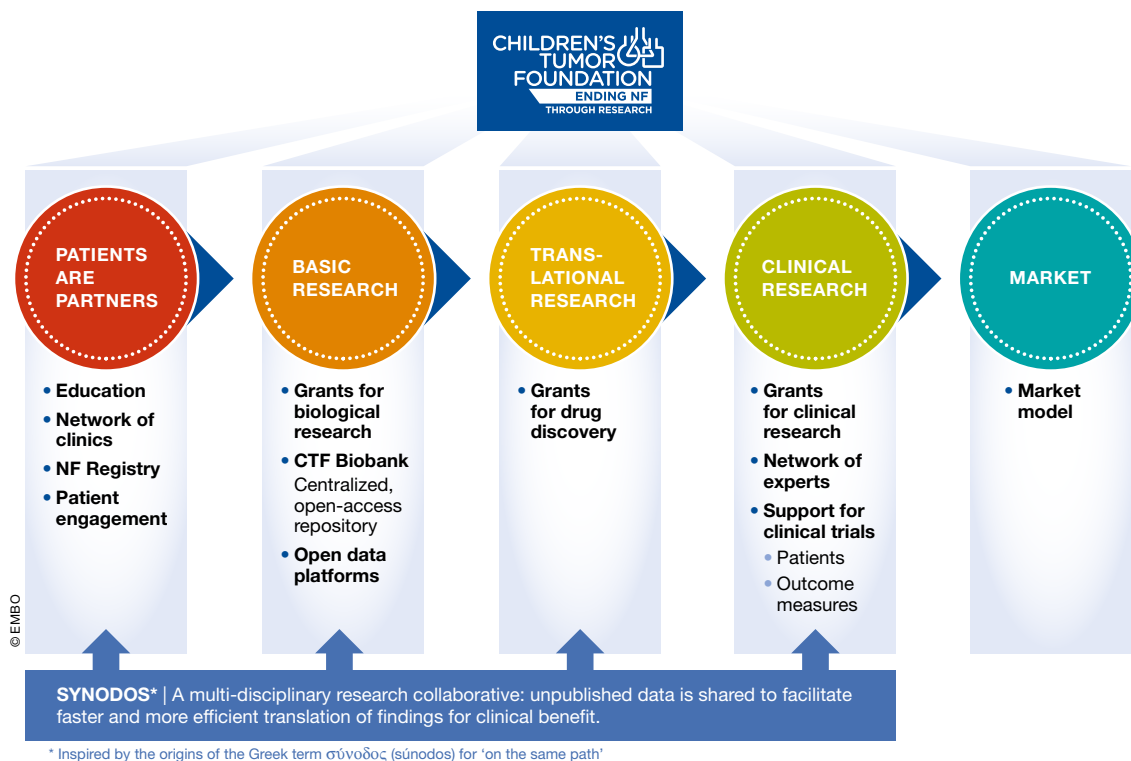 CHILDREN'S
TUMOR
FOUNDATION
ENDING NF
THROUGH RESEARCH
PATIENTS
ARE
PARTNERS
• Education
• Network of
clinics
• NF Registry
• Patient
engagement
BASIC
RESEARCH
• Grants for
biological
research
• CTF Biobank
Centralized,
open-access
repository
• Open data
platforms
TRANS-
LATIONAL
RESEARCH
• Grants
for drug
discovery
CLINICAL
RESEARCH
• Grants
for clinical
research
• Network of
experts
• Support for
clinical trials
• Patients
• Outcome
measures
MARKET
• Market
model
© EMBO
SYNODOS* | A multi-disciplinary research collaborative: unpublished data is shared to facilitate
faster and more efficient translation of findings for clinical benefit.
* Inspired by the origins of the Greek term σύνοδος (súnodos) for ‘on the same path’